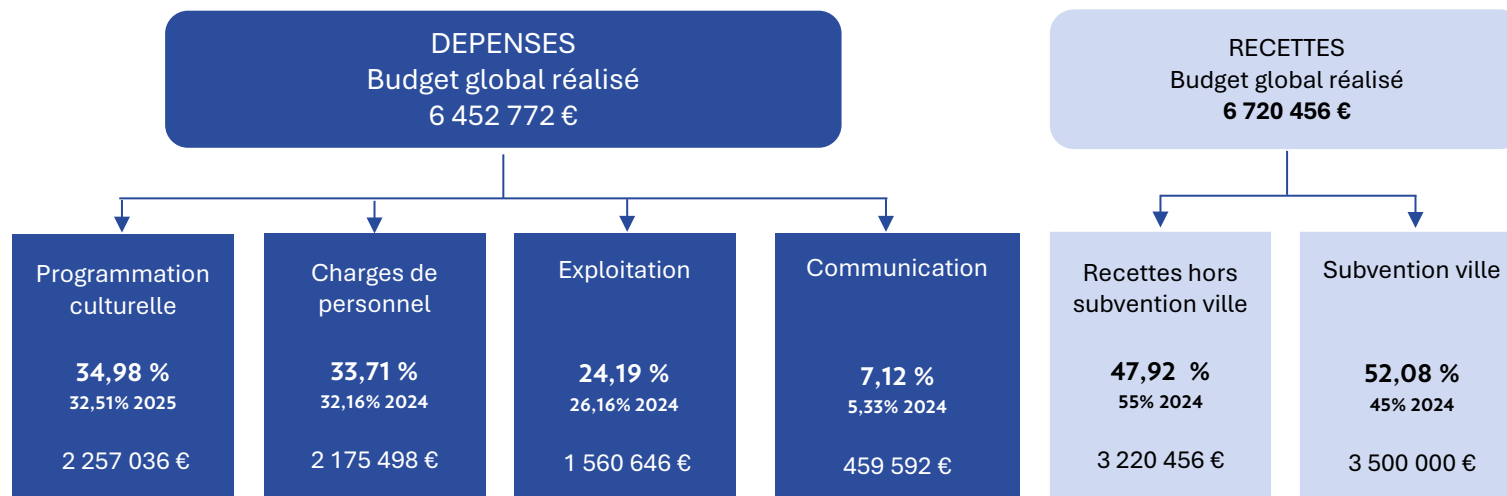 DEPENSES
Budget global réalisé
6 452 772 €
RECETTES
Budget global réalisé
6 720 456 €
Programmation
culturelle
34,98 %
32,51% 2025
2 257 036 €
Charges de
personnel
33,71 %
32,16% 2024
2 175 498 €
Exploitation
24,19 %
26,16% 2024
1 560 646 €
Communication
7,12 %
5,33% 2024
459 592 €
Recettes hors
subvention ville
47,92 %
55% 2024
3 220 456 €
Subvention ville
52,08 %
45% 2024
3 500 000 €